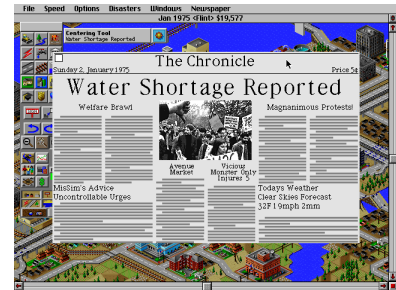 File Speed Options Disasters Windows Newspaper
Jan 1975 <Flint> $19,577
Centering Tool
Water Shortage Reported
The Chronicle
Sunday 2, January 1975
Price 5¢
Water Shortage Reported
Welfare Brawl
Magnanimous Protests!
Avenue
Market
Vicious
Monster Only
Injures 5
MissSim's Advice
Uncontrollable Urges
Todays Weather
Clear Skies Forecast
32F 19mph 2mm